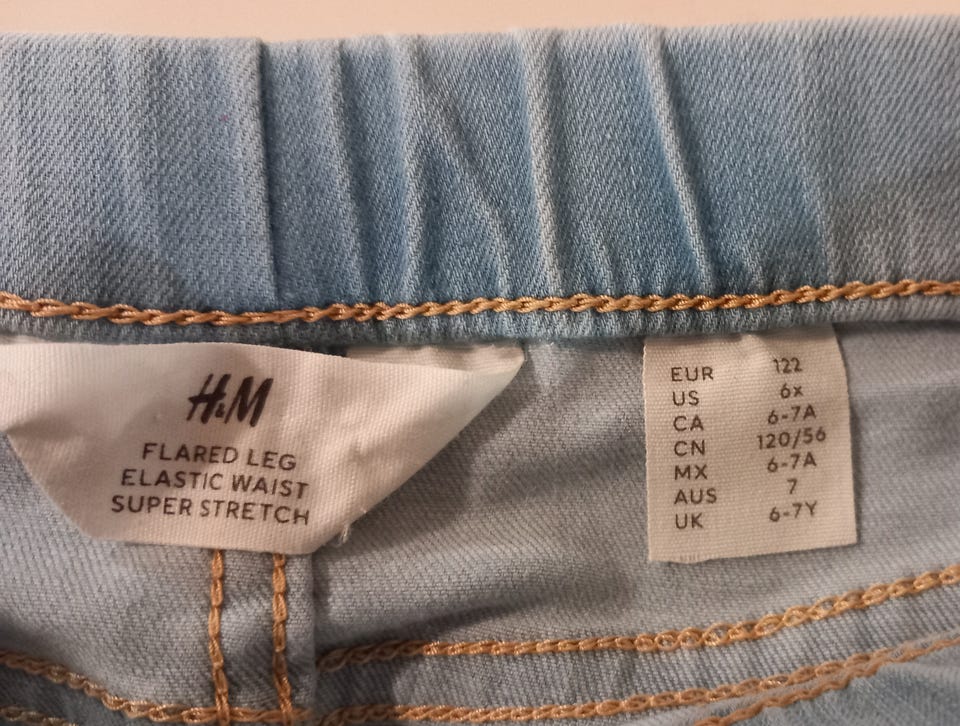 H&M
FLARED LEG
ELASTIC WAIST
SUPER STRETCH
EUR 122
US 6x
CA 6-7A
CN 120/56
MX 6-7A
AUS 7
UK 6-7Y